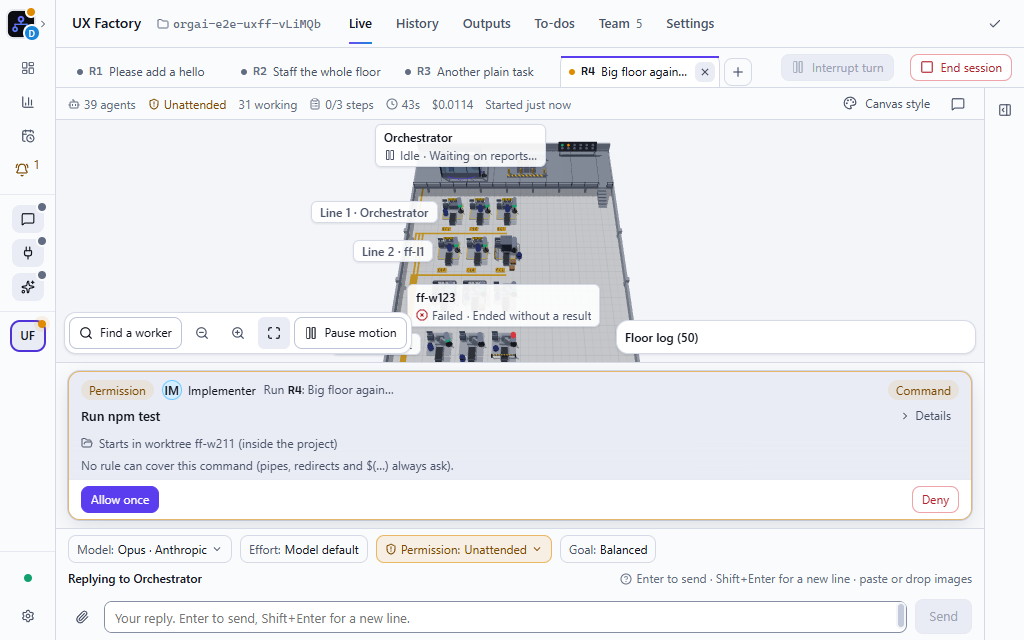 UX Factory orgai-e2e-uxff-vLiMQb Live History Outputs To-dos Team 5 Settings
D
R1 Please add a hello R2 Staff the whole floor R3 Another plain task R4 Big floor again... Interrupt turn End session
39 agents Unattended 31 working 0/3 steps 43s $0.0114 Started just now Canvas style
1
Orchestrator
Idle · Waiting on reports...
Line 1 · Orchestrator
Line 2 · ff-l1
ff-w123
Failed · Ended without a result
UF
Find a worker Pause motion
Floor log (50)
Permission IM Implementer Run R4: Big floor again... Command
Run npm test Details
Starts in worktree ff-w211 (inside the project)
No rule can cover this command (pipes, redirects and $(...) always ask).
Allow once Deny
Model: Opus · Anthropic Effort: Model default Permission: Unattended Goal: Balanced
Replying to Orchestrator Enter to send · Shift+Enter for a new line · paste or drop images
Your reply. Enter to send, Shift+Enter for a new line. Send